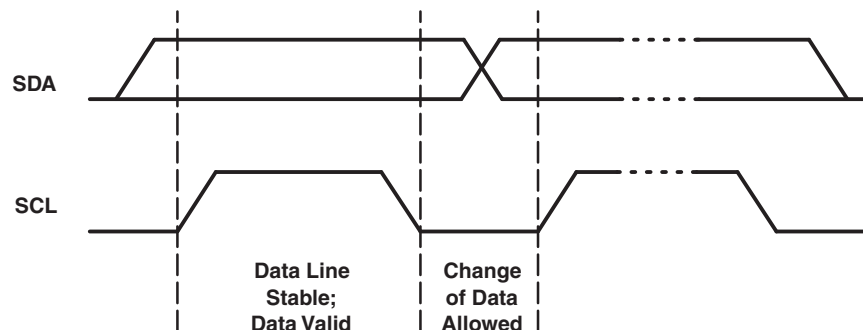 SDA
SCL
Data Line
Stable;
Data Valid
Change
of Data
Allowed